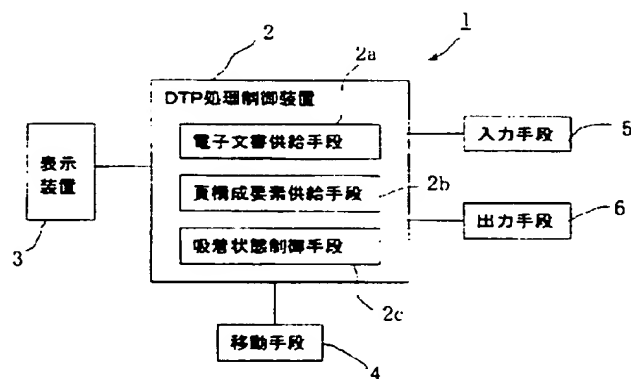 1
2
2a
DTP処理制御装置
電子文書供給手段
入力手段
5
表示
装置
頁構成要素供給手段
2b
出力手段
6
吸着状態制御手段
3
2c
移動手段
4